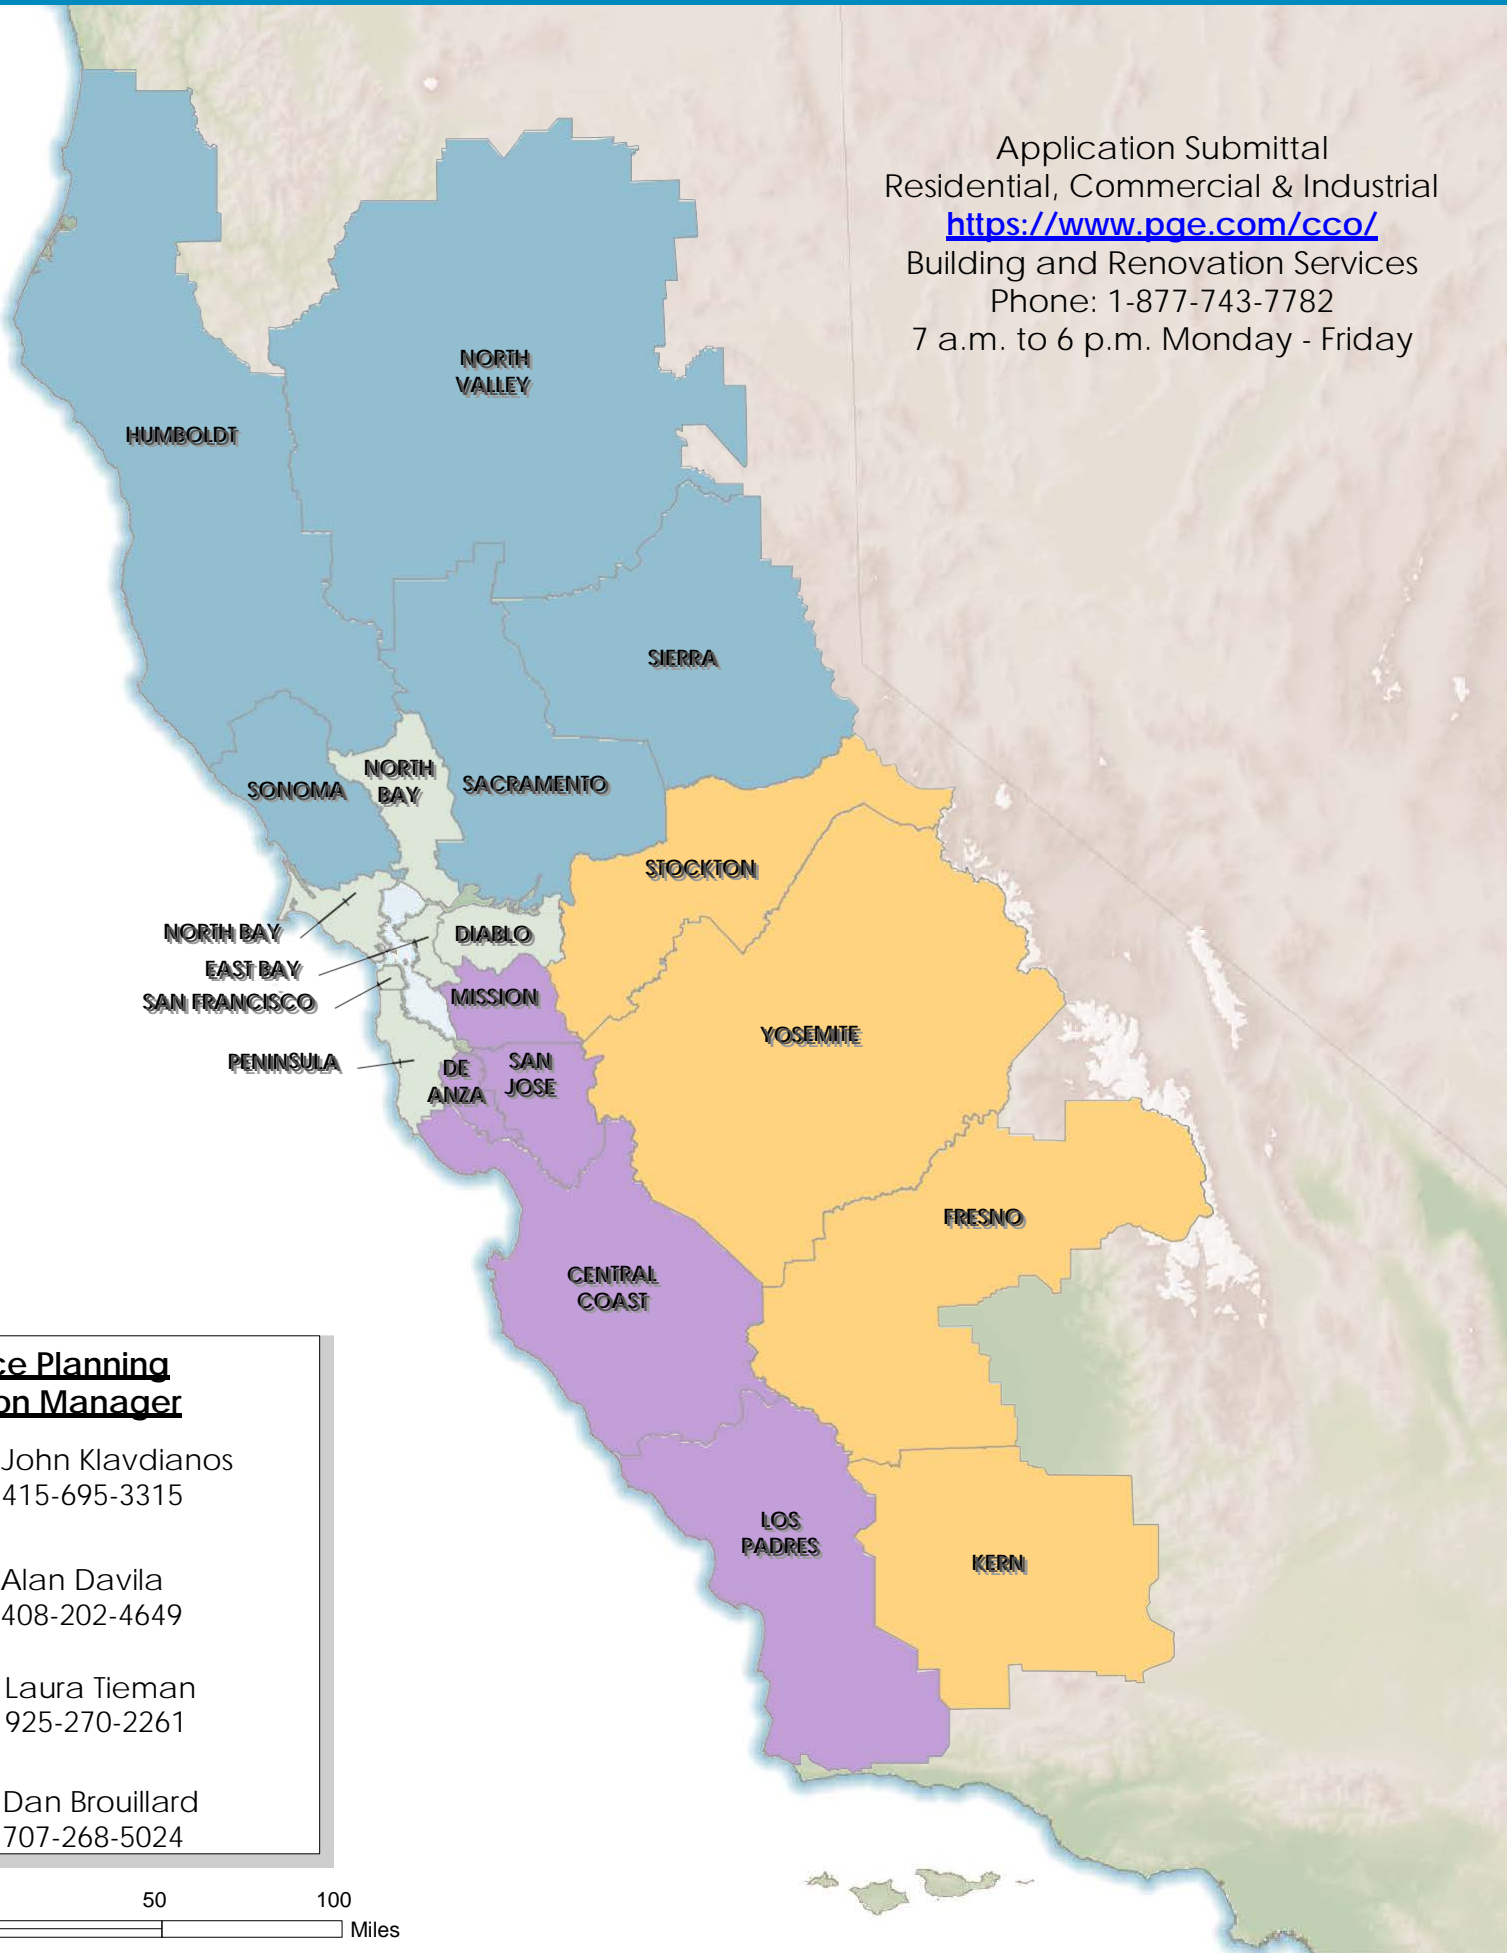 Application Submittal
Residential, Commercial & Industrial
https://www.pge.com/cco/
Building and Renovation Services
Phone: 1-877-743-7782
7 a.m. to 6 p.m. Monday - Friday
NORTH
VALLEY
HUMBOLDT
SIERRA
NORTH
BAY
SONOMA
SACRAMENTO
STOCKTON
NORTH BAY
DIABLO
EAST BAY
SAN FRANCISCO
MISSION
YOSEMITE
PENINSULA
DE
ANZA
SAN
JOSE
FRESNO
CENTRAL
COAST
LOS
PADRES
KERN
ce Planning
on Manager
John Klavdianos
415-695-3315
Alan Davila
408-202-4649
Laura Tieman
925-270-2261
Dan Brouillard
707-268-5024
50 100
Miles